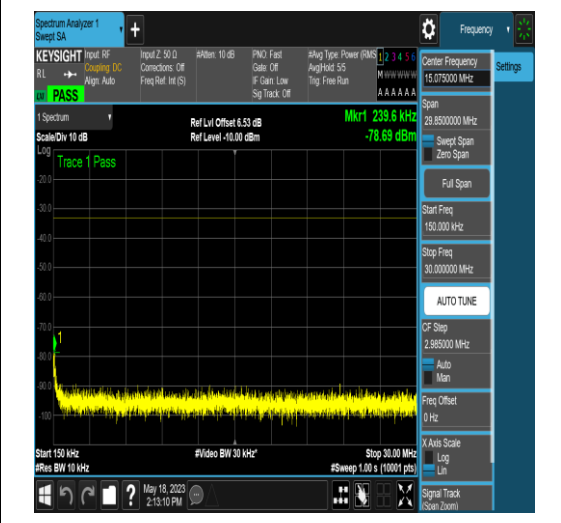 Spectrum Analyzer 1
Swept SA
+
Frequency
KEYSIGHT
RL
PASS
Input: RF
Coupling: DC
Align: Auto
Input Z: 50 Ω
Corrections: Off
Freq Ref: Int (S)
#Atten: 10 dB
PNO: Fast
Gate: Off
IF Gain: Low
Sig Track: Off
#Avg Type: Power (RMS
Avg|Hold: 5/5
Trig: Free Run
1 2 3 4 5 6
M W W W W W
A A A A A A
1 Spectrum
Scale/Div 10 dB
Ref Lvl Offset 6.53 dB
Ref Level -10.00 dBm
Mkr1 239.6 kHz
-78.69 dBm
Log
Trace 1 Pass
-20.0
-30.0
-40.0
-50.0
-60.0
-70.0
-80.0
-90.0
-100
1
Start 150 kHz
#Res BW 10 kHz
#Video BW 30 kHz*
Stop 30.00 MHz
#Sweep 1.00 s (10001 pts)
?
May 18, 2023
2:13:10 PM
Settings
Center Frequency
15.075000 MHz
Span
29.8500000 MHz
Swept Span
Zero Span
Full Span
Start Freq
150.000 kHz
Stop Freq
30.000000 MHz
AUTO TUNE
CF Step
2.985000 MHz
Auto
Man
Freq Offset
0 Hz
X Axis Scale
Log
Lin
Signal Track
(Span Zoom)